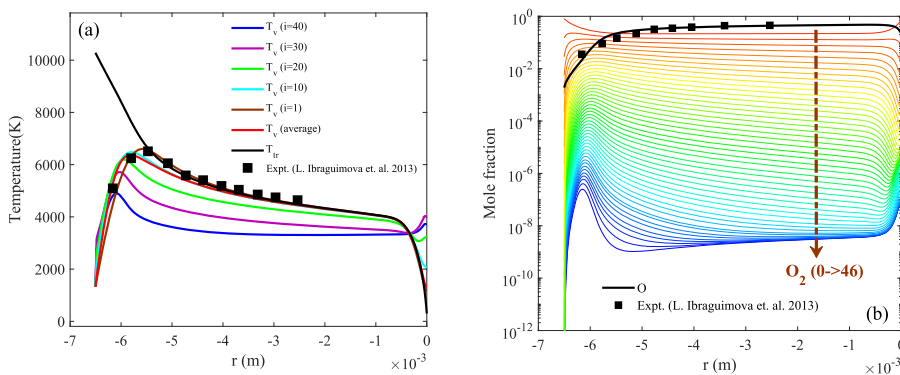 (a)
T_v (i=40)
T_v (i=30)
T_v (i=20)
T_v (i=10)
T_v (i=1)
T_v (average)
T_tr
Expt. (L. Ibraguimova et. al. 2013)
Temperature(K)
10000
8000
6000
4000
2000
0
-7 -6 -5 -4 -3 -2 -1 0
r (m)
×10^-3
Mole fraction
10^0
10^-2
10^-4
10^-6
10^-8
10^-10
10^-12
O_2 (0->46)
O
Expt. (L. Ibraguimova et. al. 2013)
(b)
-7 -6 -5 -4 -3 -2 -1 0
r (m)
×10^-3